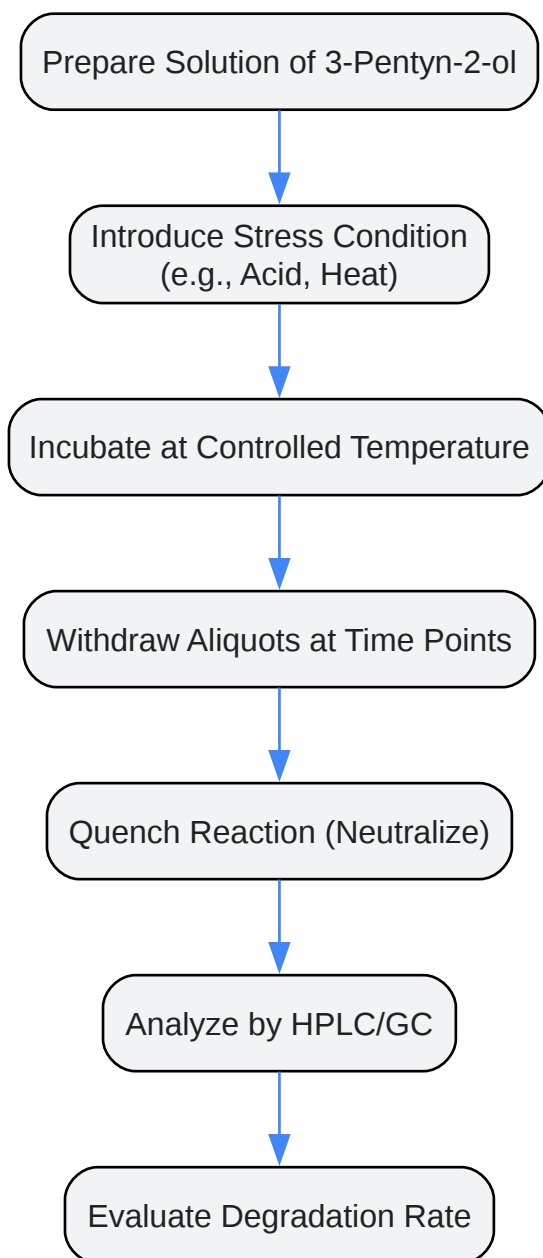 Prepare Solution of 3-Pentyn-2-ol
Introduce Stress Condition
(e.g., Acid, Heat)
Incubate at Controlled Temperature
Withdraw Aliquots at Time Points
Quench Reaction (Neutralize)
Analyze by HPLC/GC
Evaluate Degradation Rate